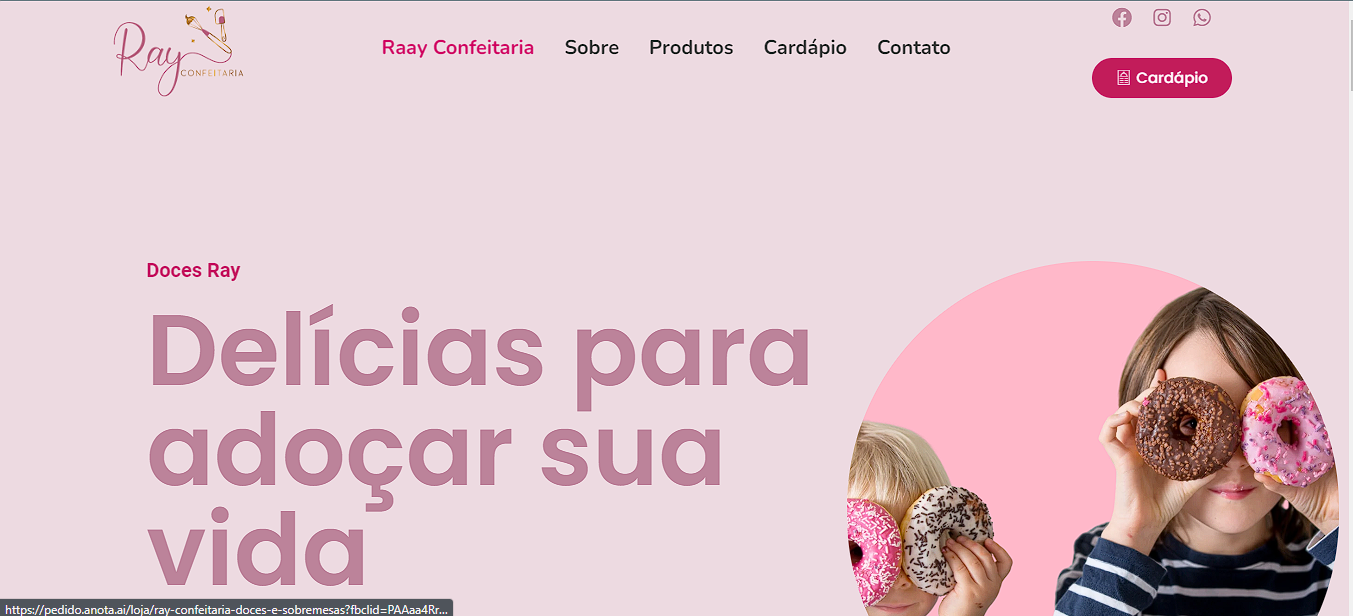 Ray
CONFEITARIA
Raay Confeitaria
Sobre
Produtos
Cardápio
Contato
Cardápio
Doces Ray
Delícias para
adoçar sua
vida
https://pedido.anota.ai/loja/ray-confeitaria-doces-e-sobremesas?fbclid=PAAaa4Rr...